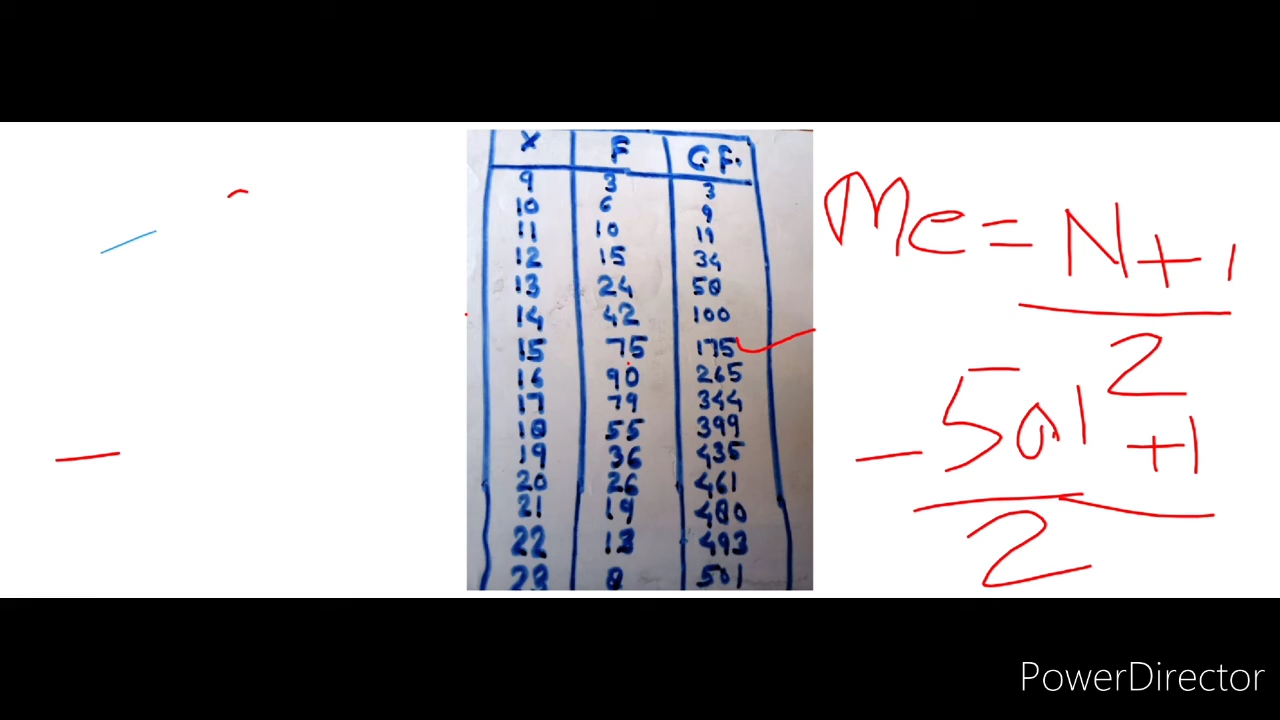 X F C.F.
9 3 3
10 6 9
11 10 19
12 15 34
13 24 58
14 42 100
15 75 175
16 90 265
17 79 344
18 55 399
19 36 435
20 26 461
21 19 480
22 13 493
23 8 501
Me = N+1
2
- 501 +1
2
PowerDirector